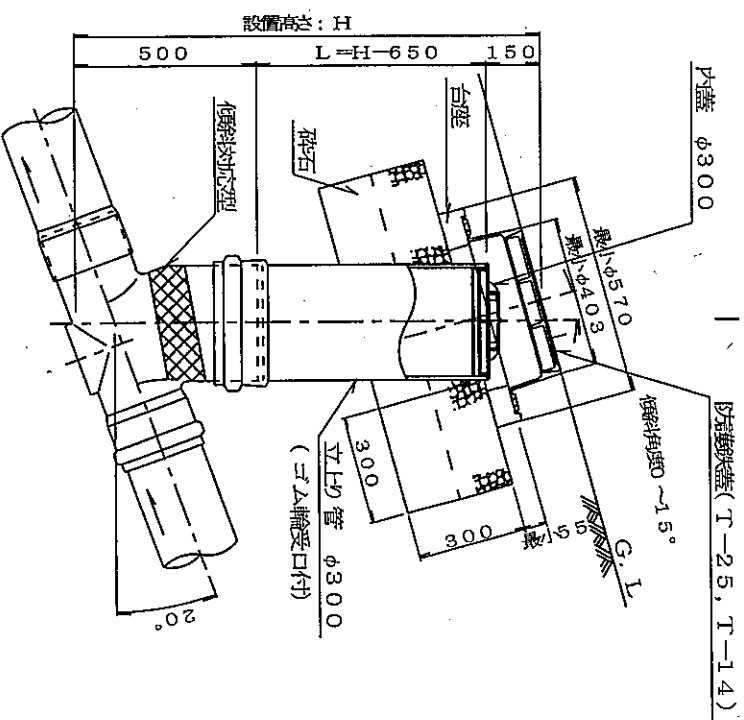 設置高さ：H
500
L=H-650
150
内蓋 φ300
台座
砕石
傾斜対応型
最小φ570
最小φ403
防護鉄蓋(T-25, T-14)
傾斜角度0～15°
G. L
最小55
300
300
立上り管 φ300
(ゴム輪受口付)
20°